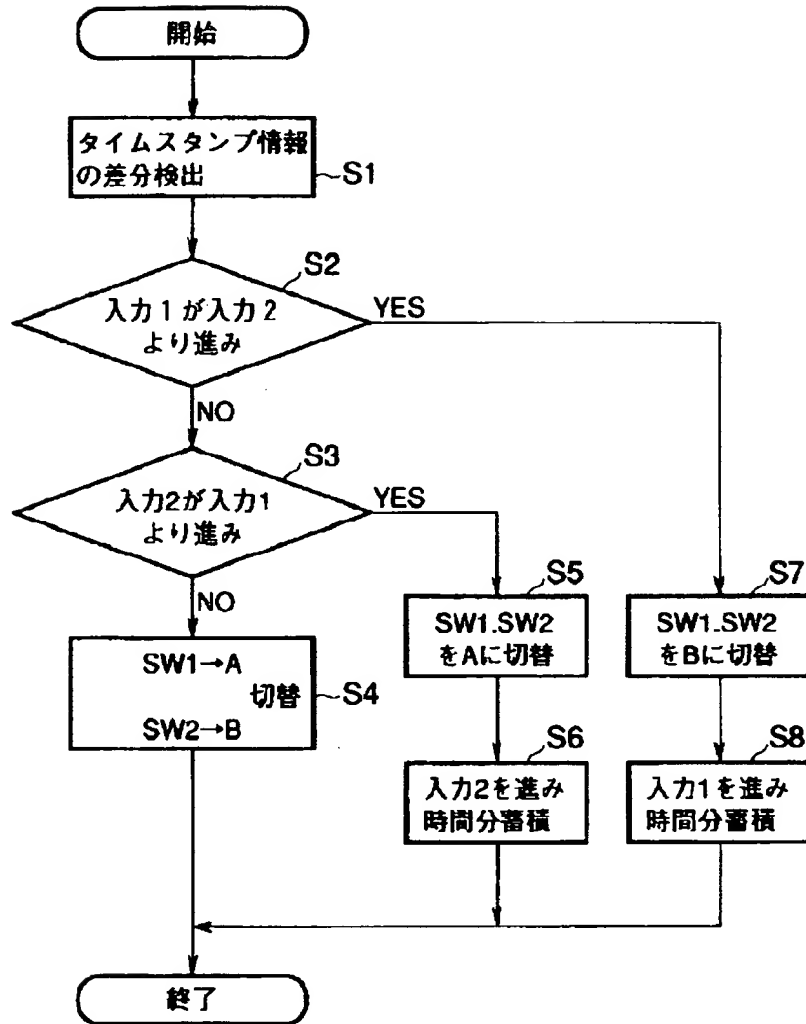 開始
タイムスタンプ情報
の差分検出
S1
S2
入力1が入力2
より進み
YES
NO
S3
入力2が入力1
より進み
YES
NO
SW1→A
切替
SW2→B
S4
S5
SW1.SW2
をAに切替
S6
入力2を進み
時間分蓄積
S7
SW1.SW2
をBに切替
S8
入力1を進み
時間分蓄積
終了